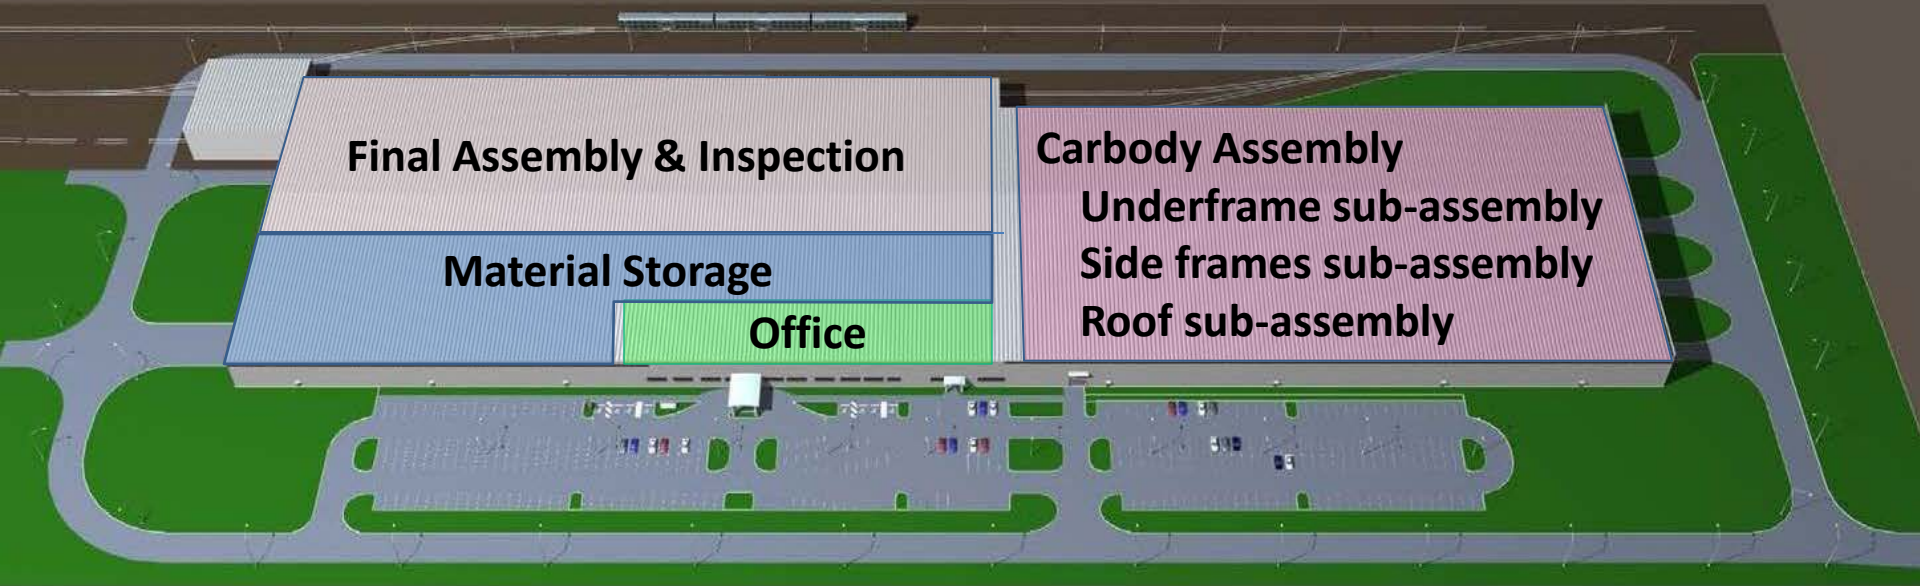 Final Assembly & Inspection
Material Storage
Office
Carbody Assembly
Underframe sub-assembly
Side frames sub-assembly
Roof sub-assembly